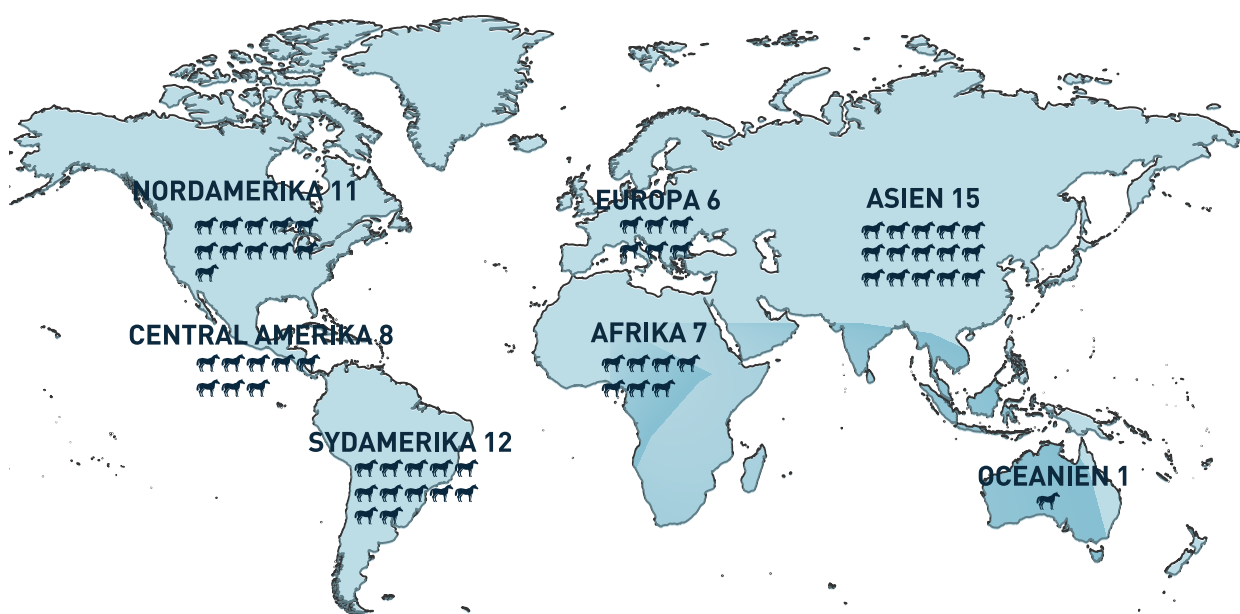 NORDAMERIKA 11
EUROPA 6
ASIEN 15
CENTRAL AMERIKA 8
AFRIKA 7
SYDAMERIKA 12
OCEANIEN 1